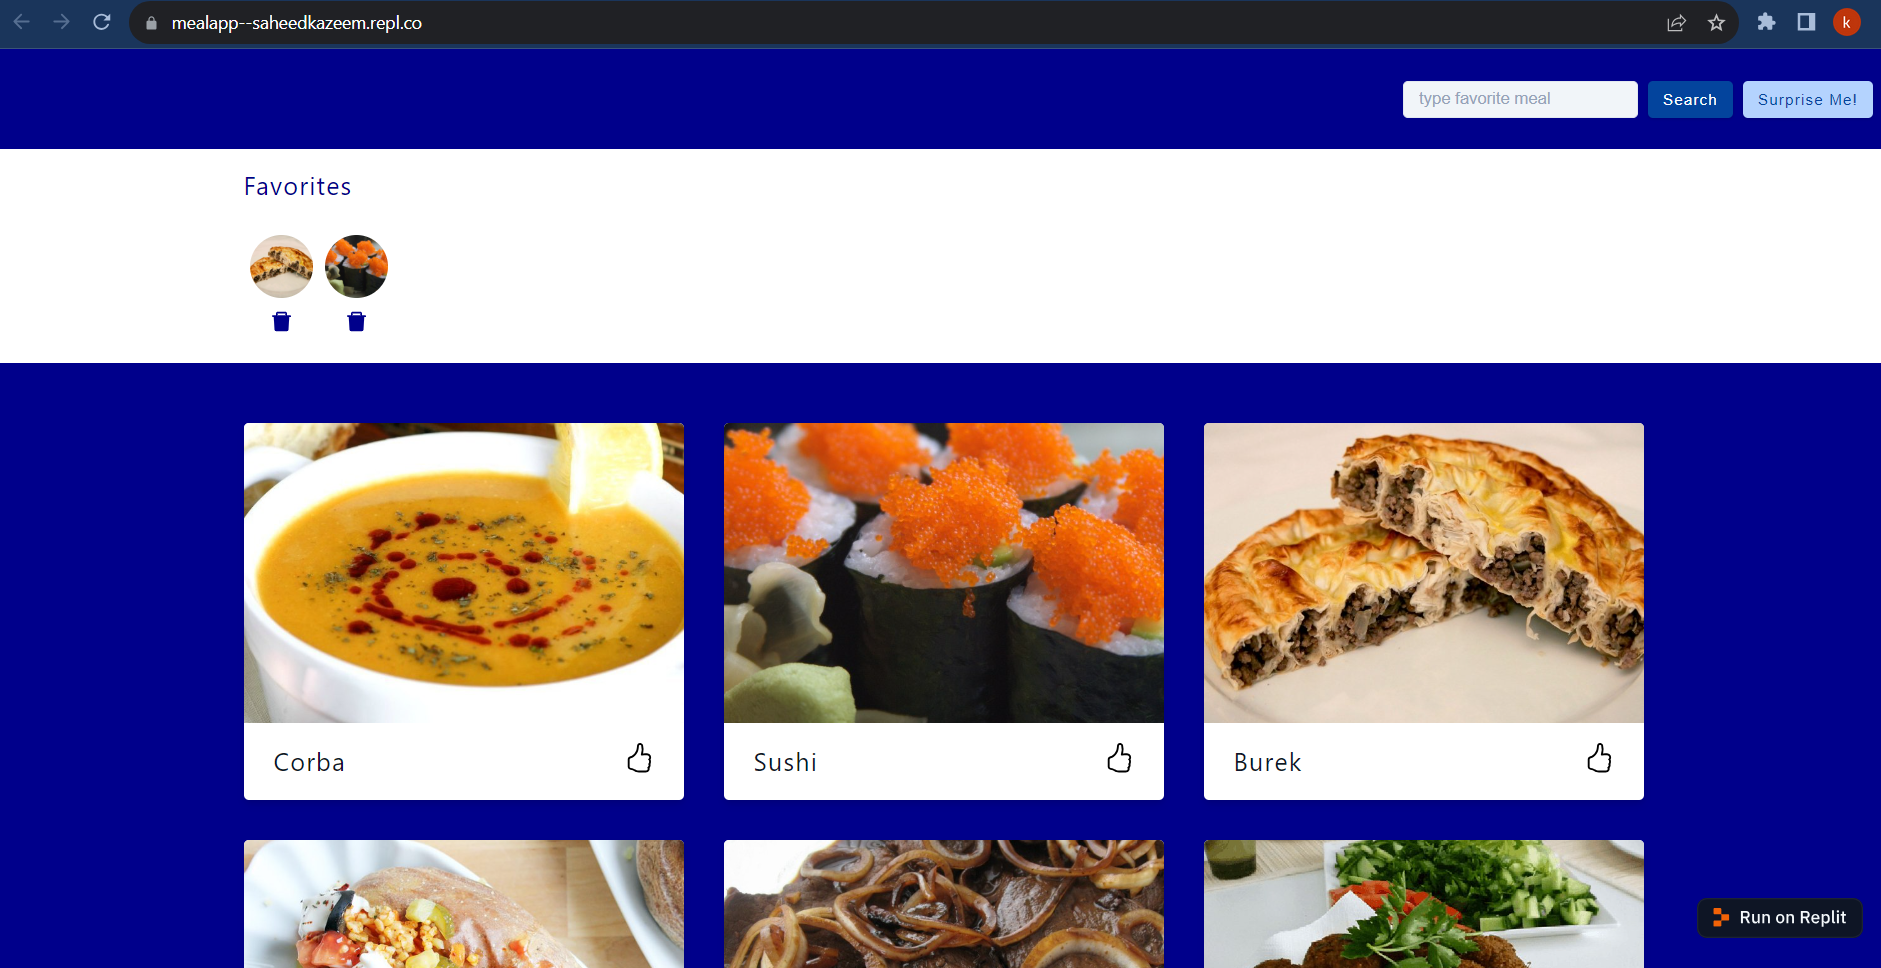 mealapp--saheedkazeem.repl.co
k
type favorite meal
Search
Surprise Me!
Favorites
Corba
Sushi
Burek
Run on Replit